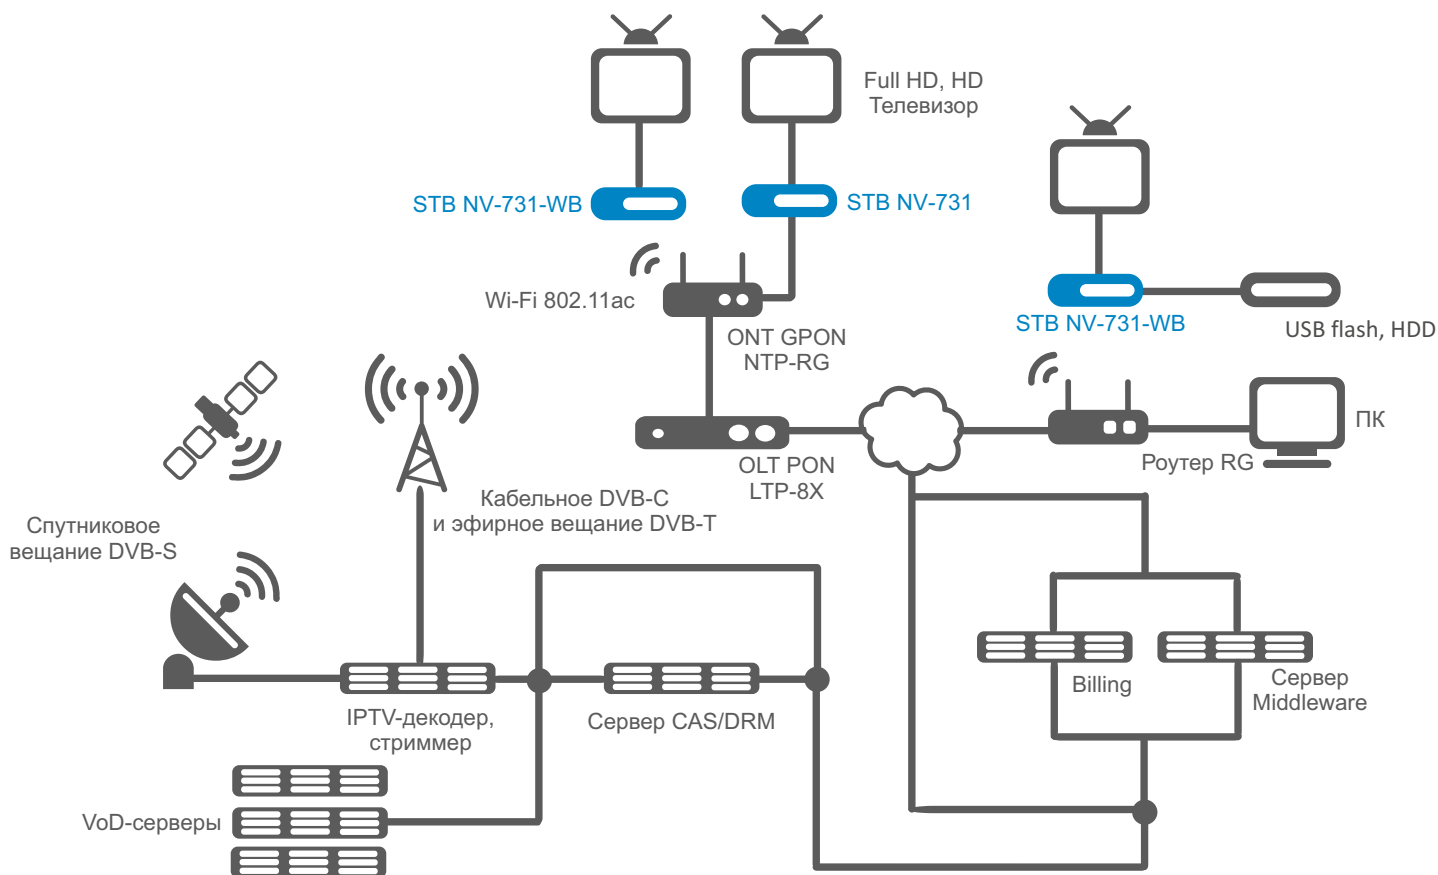 Full HD, HD
Телевизор
STB NV-731-WB
STB NV-731
Wi-Fi 802.11ac
ONT GPON
NTP-RG
STB NV-731-WB
USB flash, HDD
ПК
Роутер RG
OLT PON
LTP-8X
Кабельное DVB-C
и эфирное вещание DVB-T
Спутниковое
вещание DVB-S
IPTV-декодер,
стриммер
Сервер CAS/DRM
Billing
Сервер
Middleware
VoD-серверы